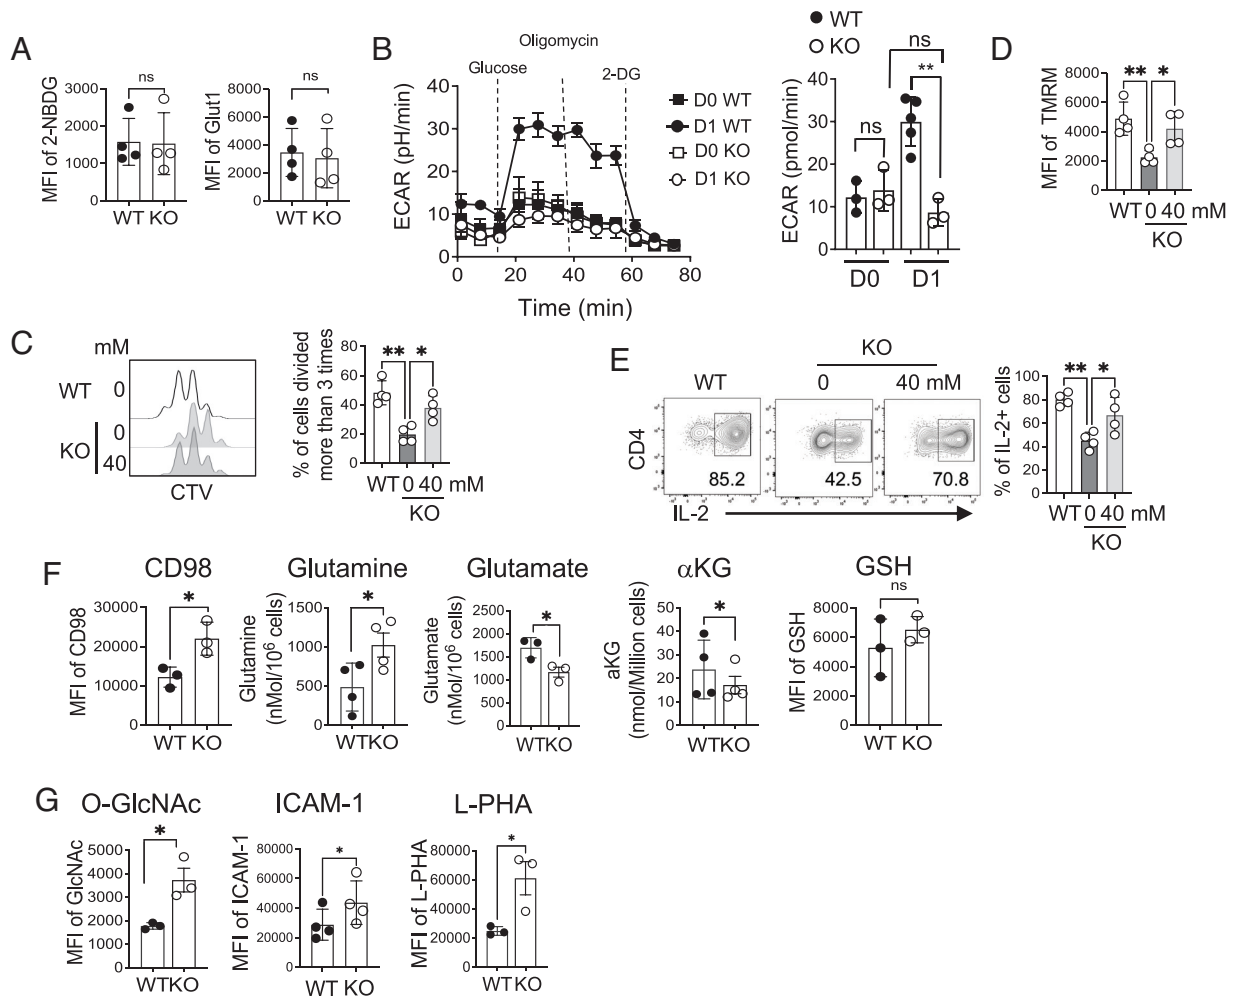 A
MFI of 2-NBDG
3000
2000
1000
0
ns
WT KO
MFI of Glut1
8000
6000
4000
2000
0
ns
WT KO
B
Oligomycin
Glucose
2-DG
ECAR (pH/min)
40
30
20
10
0
0 20 40 60 80
Time (min)
D0 WT
D1 WT
D0 KO
D1 KO
WT
KO
ECAR (pmol/min)
40
30
20
10
0
ns
ns
**
D0 D1
D
MFI of TMRM
8000
6000
4000
2000
0
** *
WT 0 40 mM
KO
C
mM
WT 0
KO
0
40
CTV
% of cells divided
more than 3 times
80
60
40
20
0
** *
WT 0 40 mM
KO
E
KO
WT 0 40 mM
CD4
85.2
42.5
70.8
IL-2
% of IL-2+ cells
100
80
60
40
20
0
** *
WT 0 40 mM
KO
F
CD98
MFI of CD98
30000
20000
10000
0
*
WT KO
Glutamine
Glutamine
(nMol/10⁶ cells)
1500
1000
500
0
*
WTKO
Glutamate
Glutamate
(nMol/10⁶ cells)
2500
2000
1500
1000
500
0
*
WTKO
αKG
aKG
(nmol/Million cells)
50
40
30
20
10
0
*
WTKO
GSH
MFI of GSH
8000
6000
4000
2000
0
ns
WT KO
G
O-GlcNAc
MFI of GlcNAc
5000
4000
3000
2000
1000
0
*
WTKO
ICAM-1
MFI of ICAM-1
80000
60000
40000
20000
0
*
WT KO
L-PHA
MFI of L-PHA
80000
60000
40000
20000
0
*
WT KO